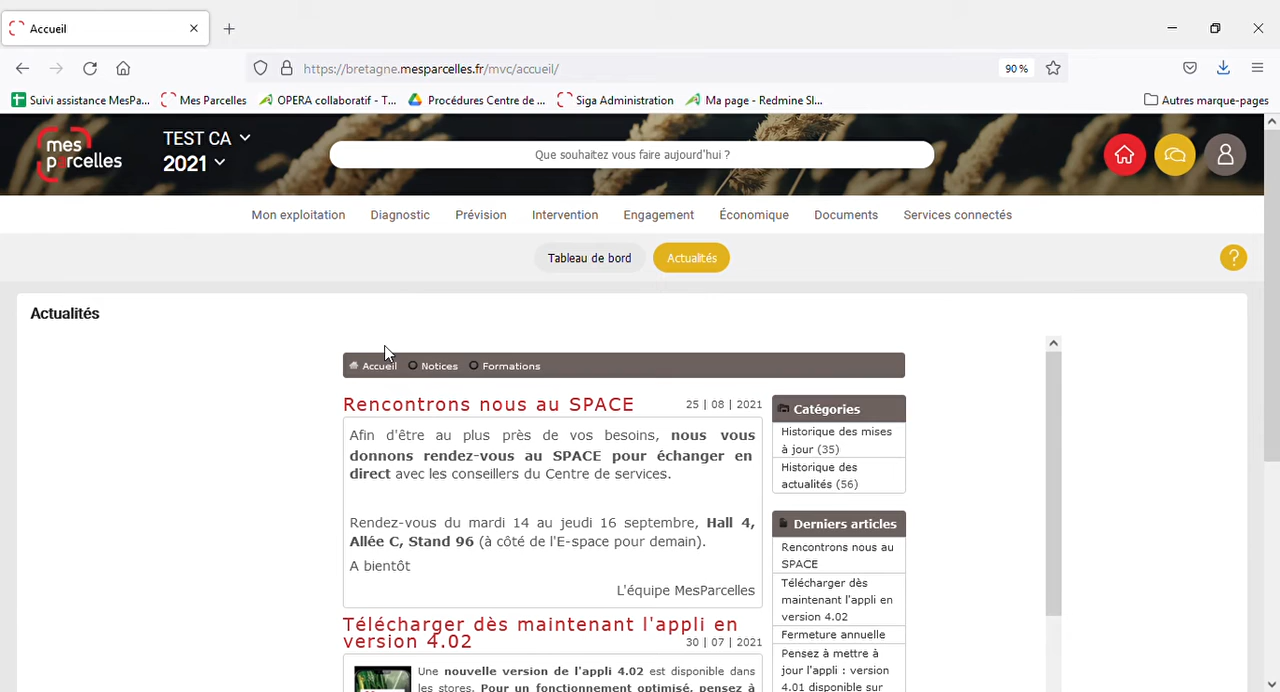 Accueil
https://bretagne.mesparcelles.fr/mvc/accueil/
90 %
Suivi assistance MesPa...
Mes Parcelles
OPERA collaboratif - T...
Procédures Centre de ...
Siga Administration
Ma page - Redmine SI...
Autres marque-pages
mes
parcelles
TEST CA
2021
Que souhaitez vous faire aujourd'hui ?
Mon exploitation
Diagnostic
Prévision
Intervention
Engagement
Économique
Documents
Services connectés
Tableau de bord
Actualités
?
Actualités
Accueil
Notices
Formations
Rencontrons nous au SPACE
25 | 08 | 2021
Afin d'être au plus près de vos besoins, nous vous
donnons rendez-vous au SPACE pour échanger en
direct avec les conseillers du Centre de services.
Rendez-vous du mardi 14 au jeudi 16 septembre, Hall 4,
Allée C, Stand 96 (à côté de l'E-space pour demain).
A bientôt
L'équipe MesParcelles
Télécharger dès maintenant l'appli en
version 4.02
30 | 07 | 2021
Une nouvelle version de l'appli 4.02 est disponible dans
les stores. Pour un fonctionnement optimisé, pensez à
Catégories
Historique des mises
à jour (35)
Historique des
actualités (56)
Derniers articles
Rencontrons nous au
SPACE
Télécharger dès
maintenant l'appli en
version 4.02
Fermeture annuelle
Pensez à mettre à
jour l'appli : version
4.01 disponible sur